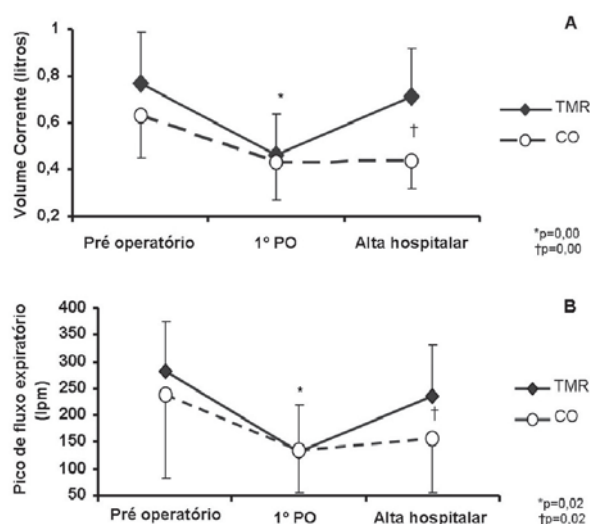 A
Volume Corrente (litros)
1
0,8
0,6
0,4
0,2
*
†
Pré operatório
1º PO
Alta hospitalar
TMR
CO
*p=0,00
†p=0,00
B
Pico de fluxo expiratório
(lpm)
400
350
300
250
200
150
100
50
*
†
Pré operatório
1º PO
Alta hospitalar
TMR
CO
*p=0,02
†p=0,02